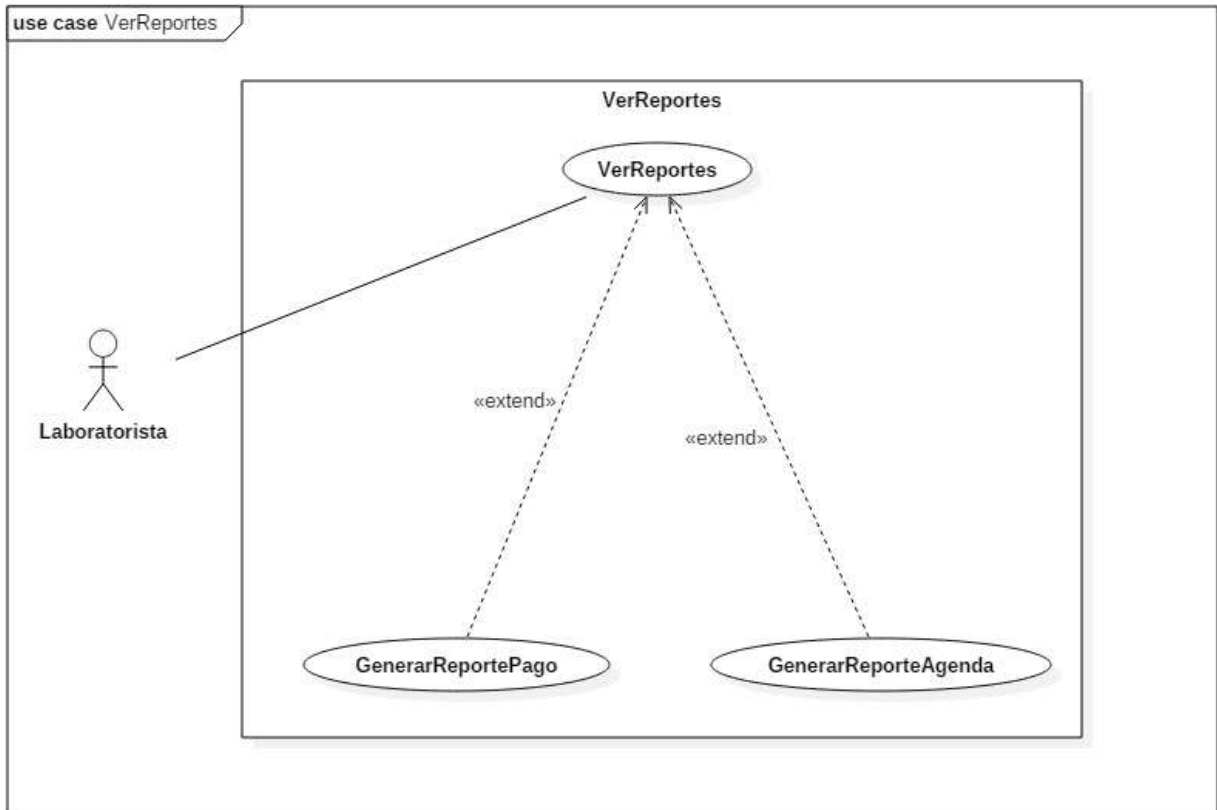 use case VerReportes
VerReportes
VerReportes
Laboratorista
«extend»
«extend»
GenerarReportePago
GenerarReporteAgenda